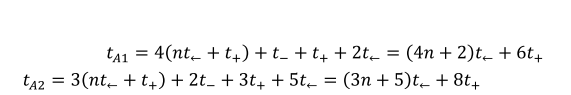 t_{A1} = 4(nt_← + t_+) + t_− + t_+ + 2t_← = (4n + 2)t_← + 6t_+
t_{A2} = 3(nt_← + t_+) + 2t_− + 3t_+ + 5t_← = (3n + 5)t_← + 8t_+